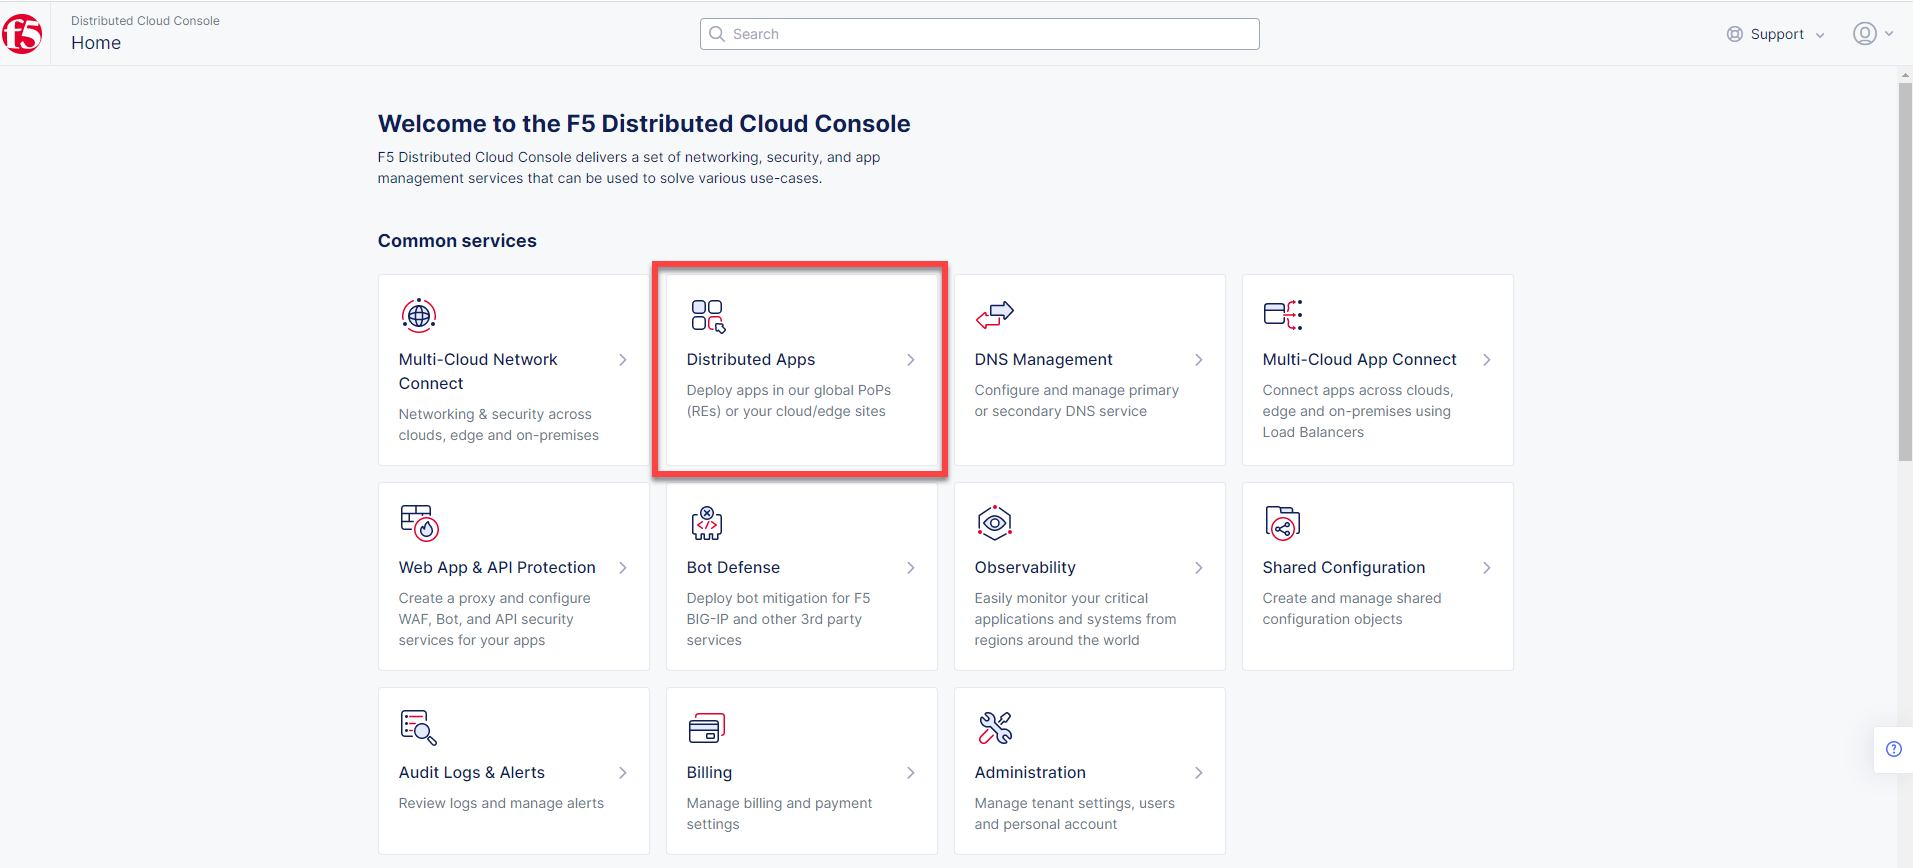 f5
Distributed Cloud Console
Home
Search
Support
Welcome to the F5 Distributed Cloud Console
F5 Distributed Cloud Console delivers a set of networking, security, and app
management services that can be used to solve various use-cases.
Common services
Multi-Cloud Network
Connect
Networking & security across
clouds, edge and on-premises
Distributed Apps
Deploy apps in our global PoPs
(REs) or your cloud/edge sites
DNS Management
Configure and manage primary
or secondary DNS service
Multi-Cloud App Connect
Connect apps across clouds,
edge and on-premises using
Load Balancers
Web App & API Protection
Create a proxy and configure
WAF, Bot, and API security
services for your apps
Bot Defense
Deploy bot mitigation for F5
BIG-IP and other 3rd party
services
Observability
Easily monitor your critical
applications and systems from
regions around the world
Shared Configuration
Create and manage shared
configuration objects
Audit Logs & Alerts
Review logs and manage alerts
Billing
Manage billing and payment
settings
Administration
Manage tenant settings, users
and personal account